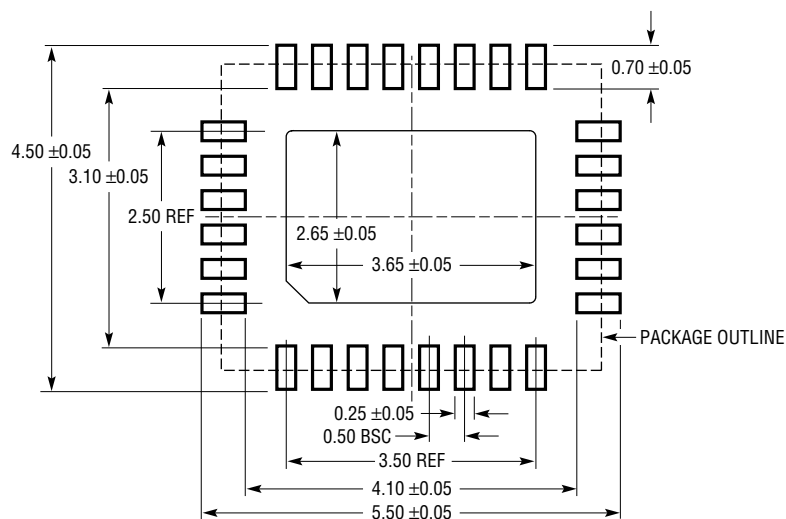 0.70 ±0.05
4.50 ±0.05
3.10 ±0.05
2.50 REF
2.65 ±0.05
3.65 ±0.05
PACKAGE OUTLINE
0.25 ±0.05
0.50 BSC
3.50 REF
4.10 ±0.05
5.50 ±0.05